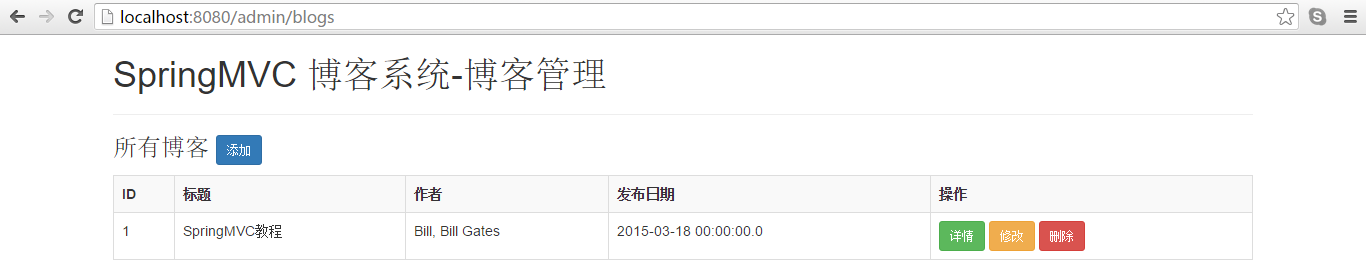 localhost:8080/admin/blogs
SpringMVC 博客系统-博客管理
所有博客 添加
ID 标题 作者 发布日期 操作
1 SpringMVC教程 Bill, Bill Gates 2015-03-18 00:00:00.0 详情 修改 删除